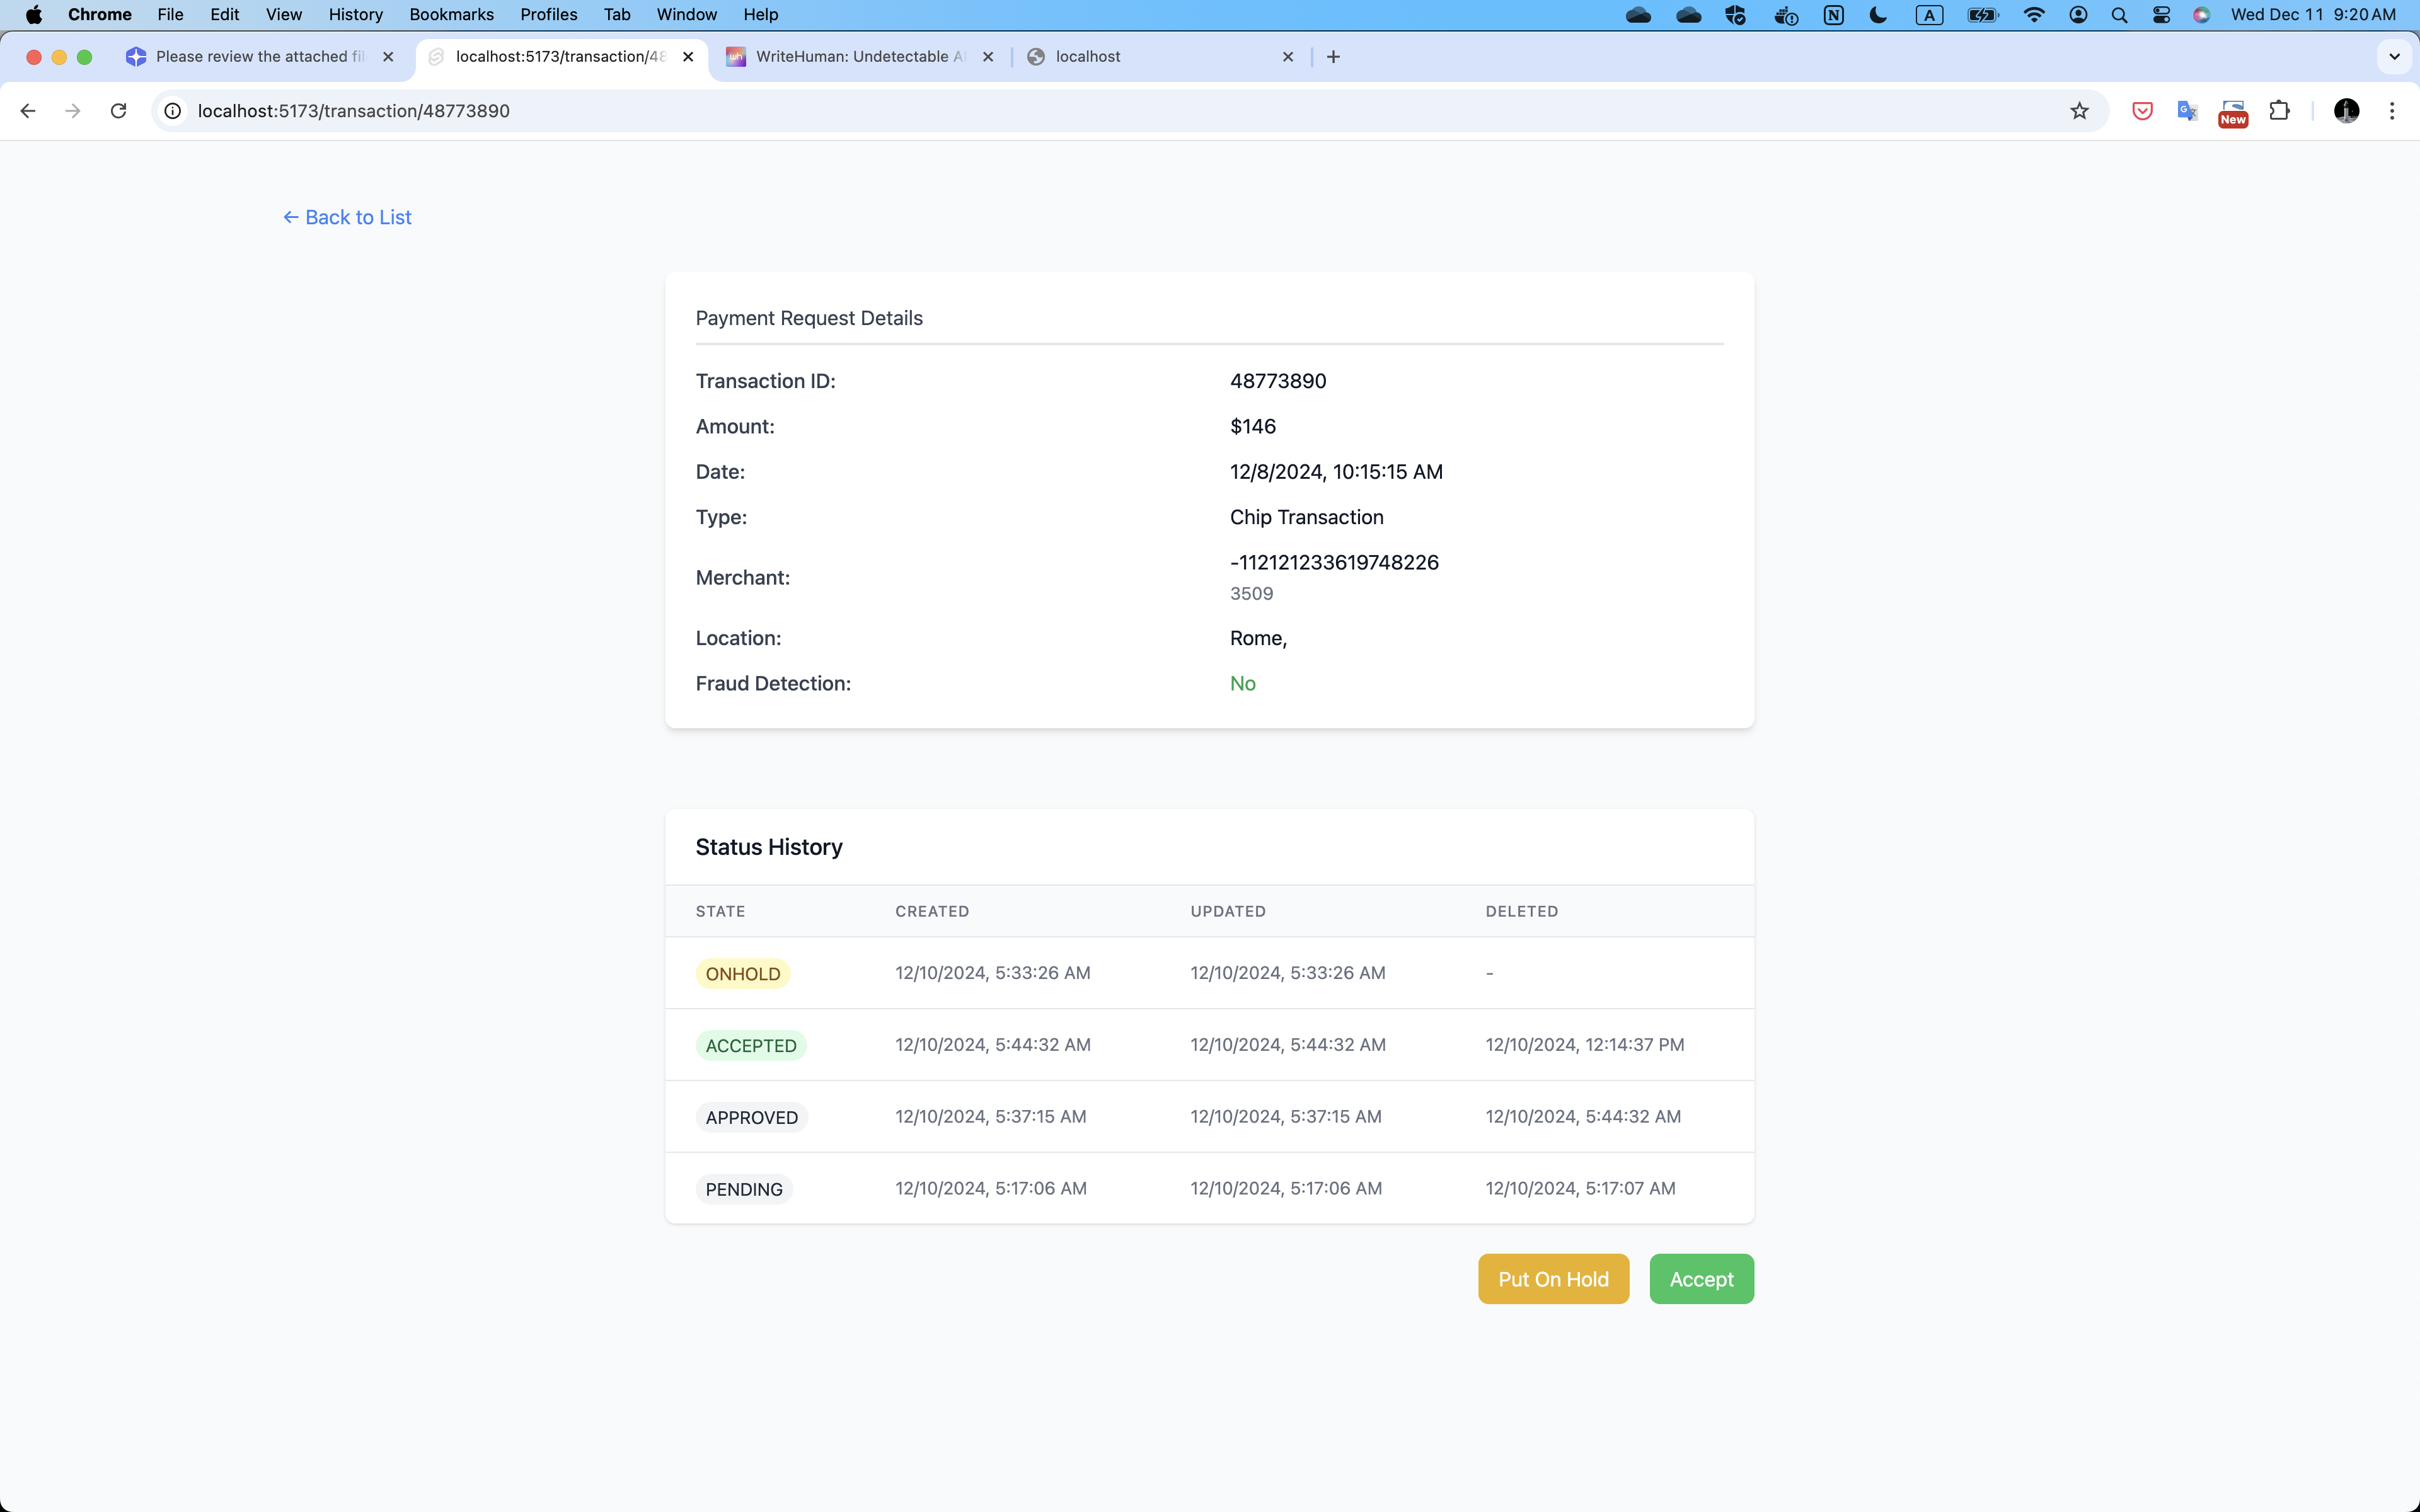 Chrome File Edit View History Bookmarks Profiles Tab Window Help A Wed Dec 11 9:20 AM
Please review the attached fil localhost:5173/transaction/48 wh WriteHuman: Undetectable A localhost
localhost:5173/transaction/48773890 New
← Back to List
Payment Request Details
Transaction ID: 48773890
Amount: $146
Date: 12/8/2024, 10:15:15 AM
Type: Chip Transaction
Merchant: -112121233619748226
3509
Location: Rome,
Fraud Detection: No
Status History
STATE CREATED UPDATED DELETED
ONHOLD 12/10/2024, 5:33:26 AM 12/10/2024, 5:33:26 AM -
ACCEPTED 12/10/2024, 5:44:32 AM 12/10/2024, 5:44:32 AM 12/10/2024, 12:14:37 PM
APPROVED 12/10/2024, 5:37:15 AM 12/10/2024, 5:37:15 AM 12/10/2024, 5:44:32 AM
PENDING 12/10/2024, 5:17:06 AM 12/10/2024, 5:17:06 AM 12/10/2024, 5:17:07 AM
Put On Hold Accept